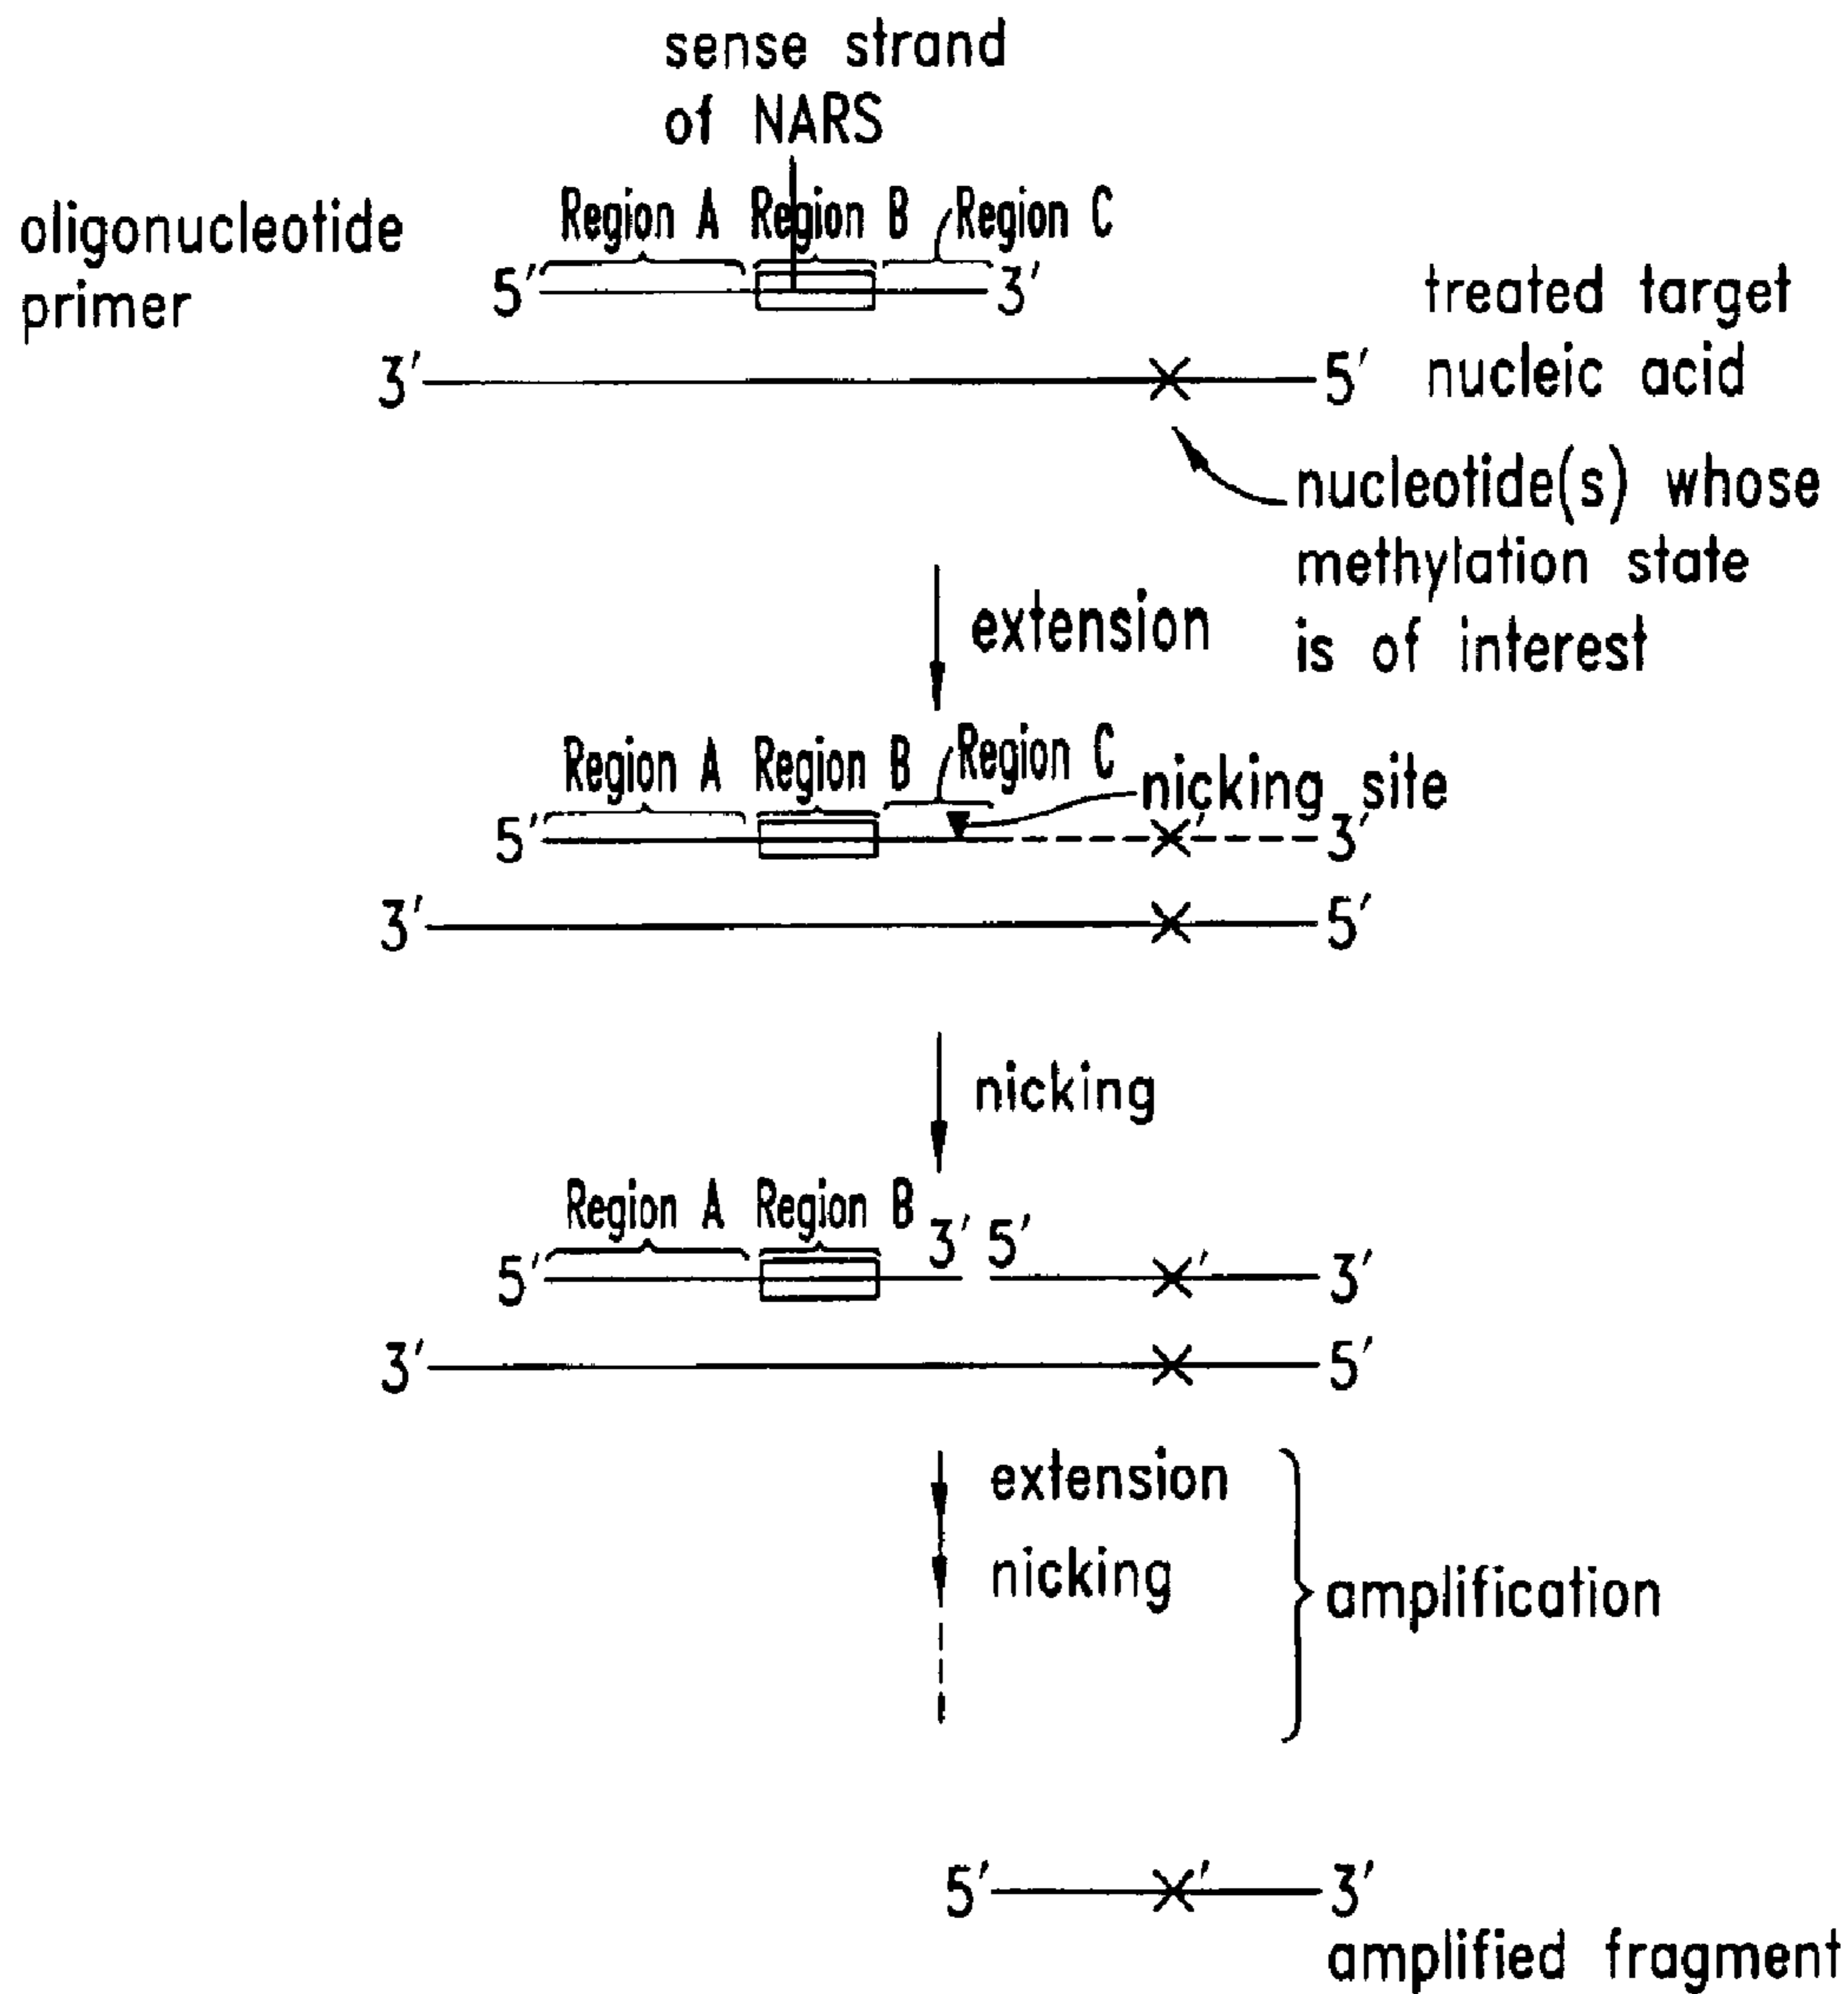 sense strand
of NARS
oligonucleotide
primer
Region A Region B Region C
5′ 3′
treated target
nucleic acid
3′ X 5′
nucleotide(s) whose
methylation state
is of interest
extension
Region A Region B Region C
nicking site
5′ X′ 3′
3′ X 5′
nicking
Region A Region B
3′ 5′
5′ X′ 3′
3′ X 5′
extension
nicking
amplification
5′ X′ 3′
amplified fragment